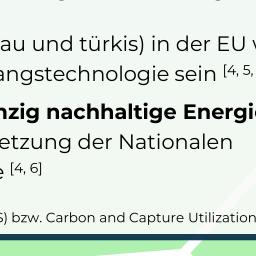 au und türkis) in der EU
angstechnologie sein [4, 5,
nzig nachhaltige Energi
etzung der Nationalen
[4, 6]
S) bzw. Carbon and Capture Utilization